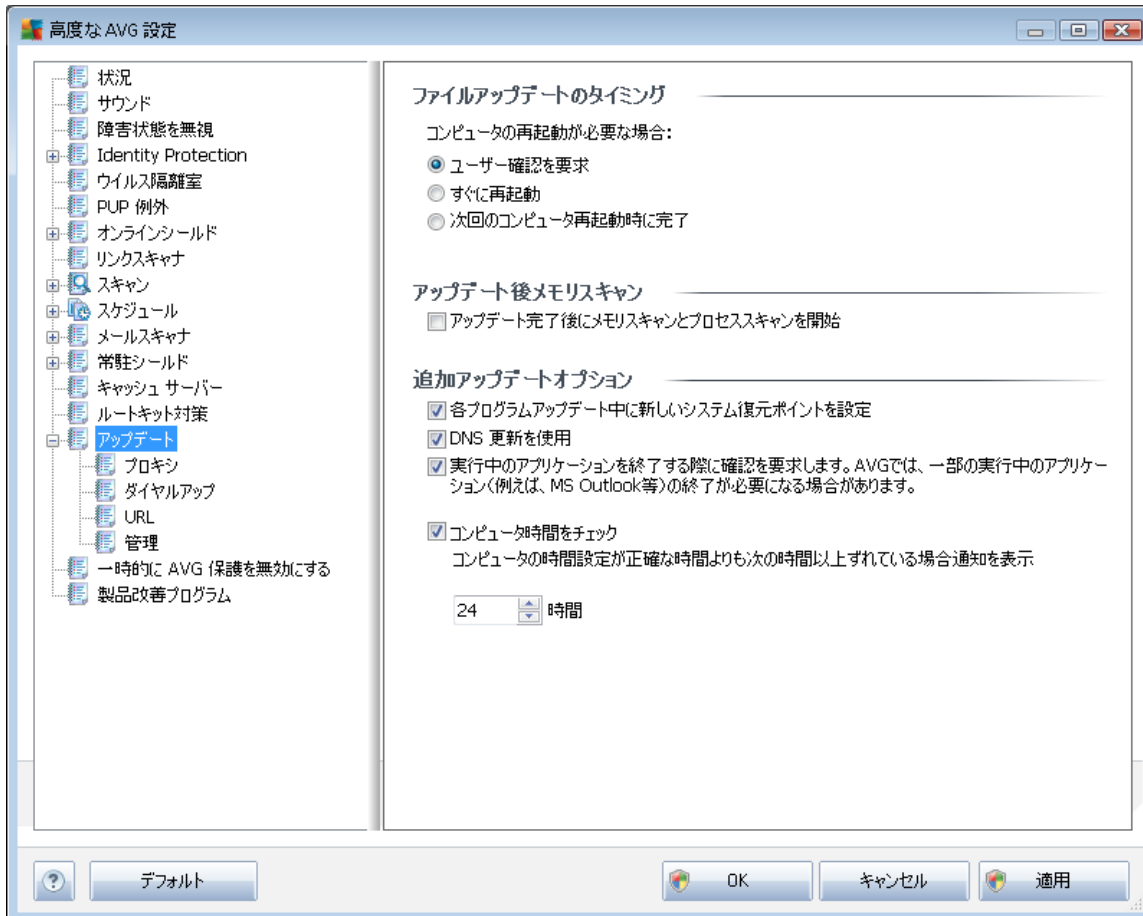 高度な AVG 設定
状況
サウンド
障害状態を無視
Identity Protection
ウイルス隔離室
PUP 例外
オンラインシールド
リンクスキャナ
スキャン
スケジュール
メールスキャナ
常駐シールド
キャッシュ サーバー
ルートキット対策
アップデート
プロキシ
ダイヤルアップ
URL
管理
一時的に AVG 保護を無効にする
製品改善プログラム
ファイルアップデートのタイミング
コンピュータの再起動が必要な場合:
ユーザー確認を要求
すぐに再起動
次回のコンピュータ再起動時に完了
アップデート後メモリスキャン
アップデート完了後にメモリスキャンとプロセススキャンを開始
追加アップデートオプション
各プログラムアップデート中に新しいシステム復元ポイントを設定
DNS 更新を使用
実行中のアプリケーションを終了する際に確認を要求します。AVGでは、一部の実行中のアプリケー
ション(例えば、MS Outlook等)の終了が必要になる場合があります。
コンピュータ時間をチェック
コンピュータの時間設定が正確な時間よりも次の時間以上ずれている場合通知を表示
24 時間
? デフォルト OK キャンセル 適用